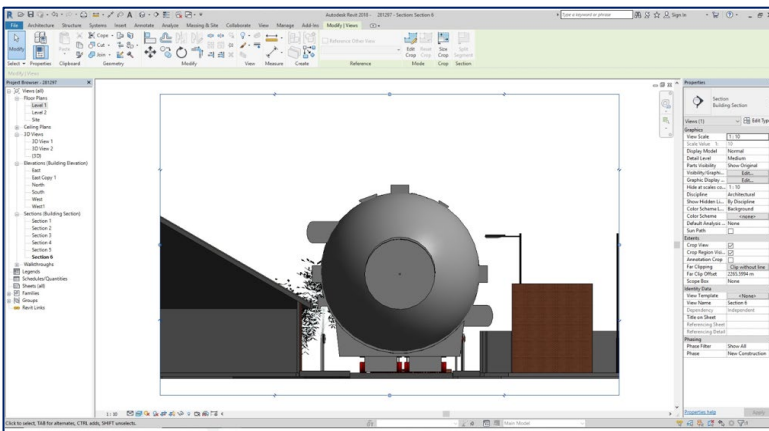 Autodesk Revit 2018 - 281297 - Section: Section 6
Type a keyword or phrase
Sign In
File Architecture Structure Systems Insert Annotate Analyze Massing & Site Collaborate View Manage Add-Ins Modify | Views
Modify
Properties
Paste
Cope
Cut
Join
Reference Other View
Edit Crop
Reset Crop
Size Crop
Split Segment
Select Properties Clipboard Geometry Modify View Measure Create Reference Mode Crop Section
Modify | Views
Project Browser - 281297
Views (all)
Floor Plans
Level 1
Level 2
Site
Ceiling Plans
3D Views
3D View 1
3D View 2
{3D}
Elevations (Building Elevation)
East
East Copy 1
North
South
West
West1
Sections (Building Section)
Section 1
Section 2
Section 3
Section 4
Section 5
Section 6
Walkthroughs
Legends
Schedules/Quantities
Sheets (all)
Families
Groups
Revit Links
Properties
Section
Building Section
Views (1) Edit Type
Graphics
View Scale 1 : 10
Scale Value 1: 10
Display Model Normal
Detail Level Medium
Parts Visibility Show Original
Visibility/Graphi... Edit...
Graphic Display ... Edit...
Hide at scales co... 1 : 10
Discipline Architectural
Show Hidden Li... By Discipline
Color Scheme L... Background
Color Scheme <none>
Default Analysis ... None
Sun Path
Extents
Crop View
Crop Region Visi...
Annotation Crop
Far Clipping Clip without line
Far Clip Offset
Scope Box None
Identity Data
View Template <None>
View Name Section 6
Dependency Independent
Title on Sheet
Referencing Sheet
Referencing Detail
Phasing
Phase Filter Show All
Phase New Construction
Properties help Apply
1 : 10
Click to select, TAB for alternates, CTRL adds, SHIFT unselects.
Main Model